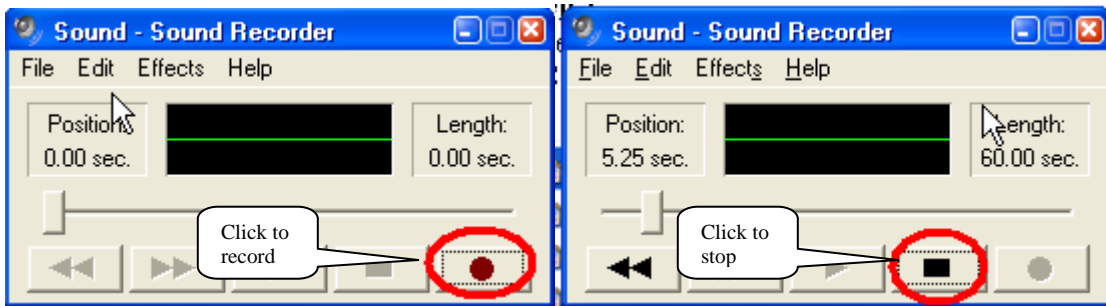 Sound - Sound Recorder
File Edit Effects Help
Position:
0.00 sec.
Length:
0.00 sec.
Click to
record
Sound - Sound Recorder
File Edit Effects Help
Position:
5.25 sec.
Length:
60.00 sec.
Click to
stop